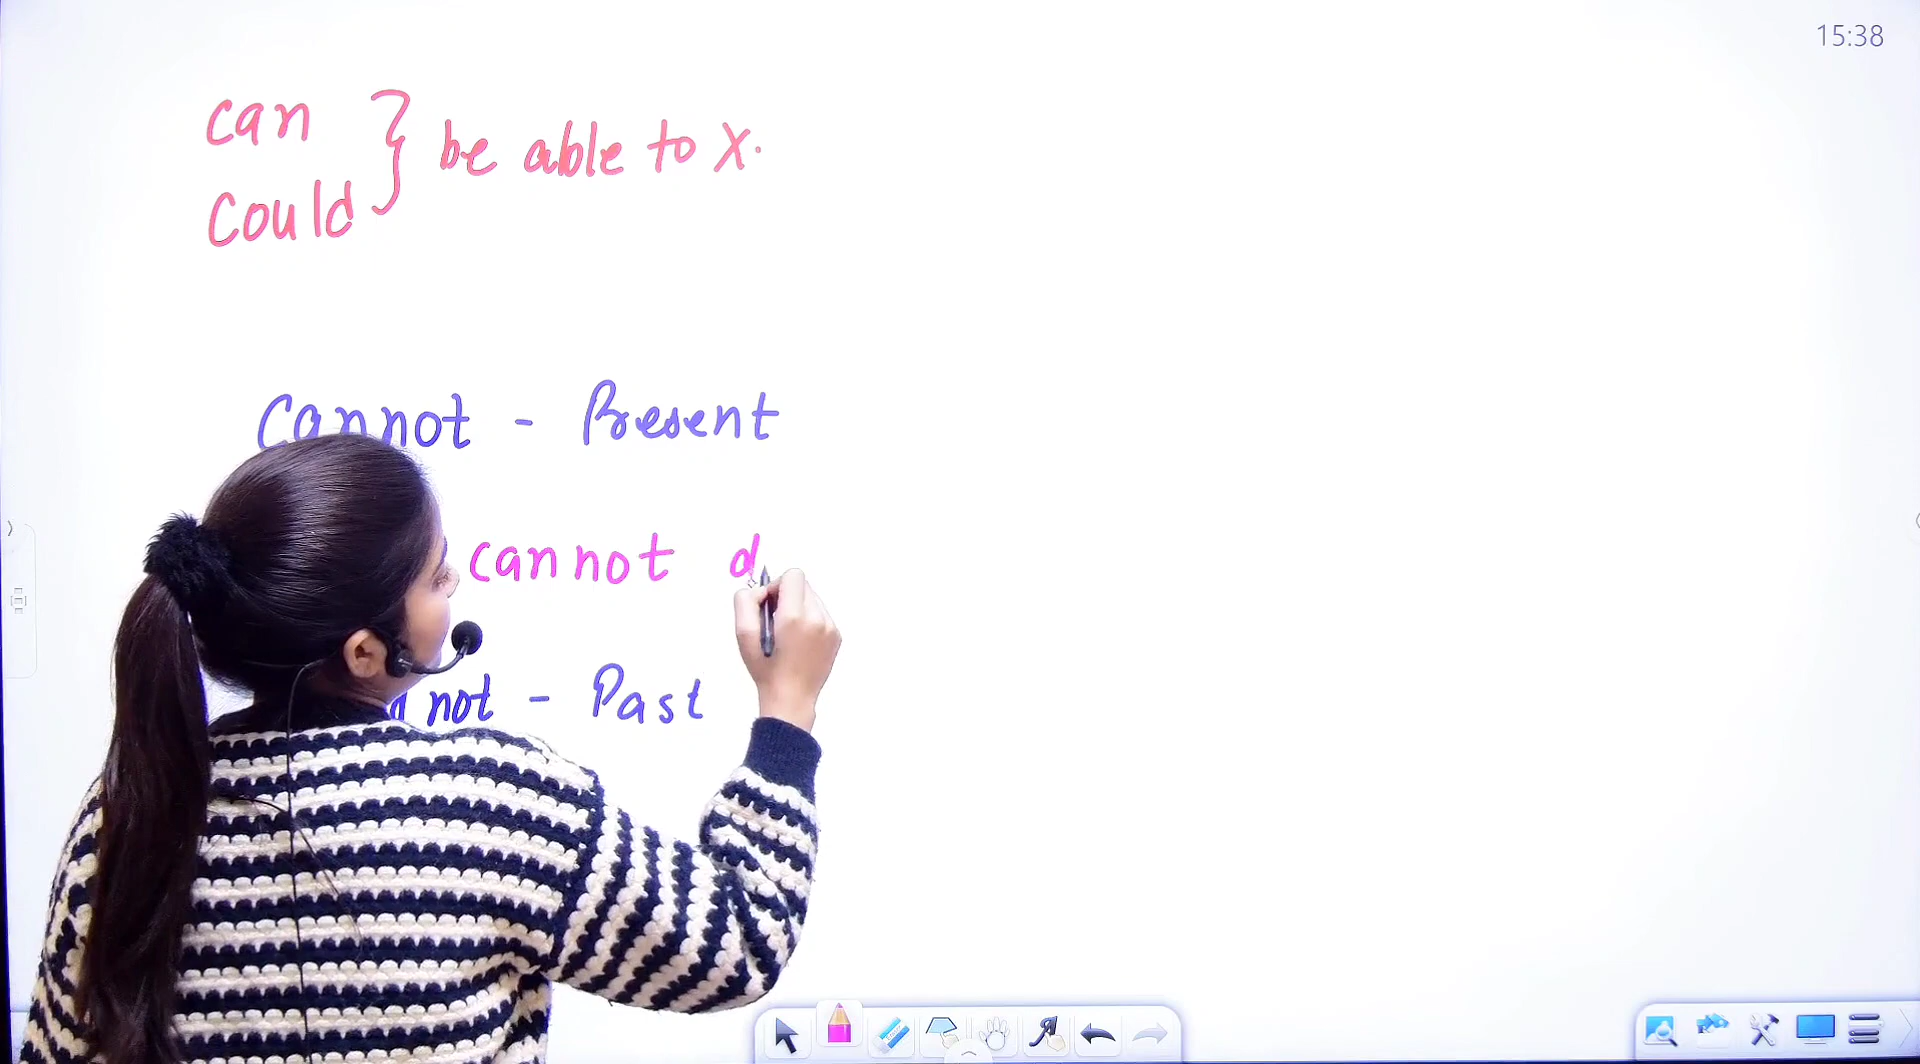 15:38
can
Could } be able to X.
Cannot - Present
cannot d
not - Past